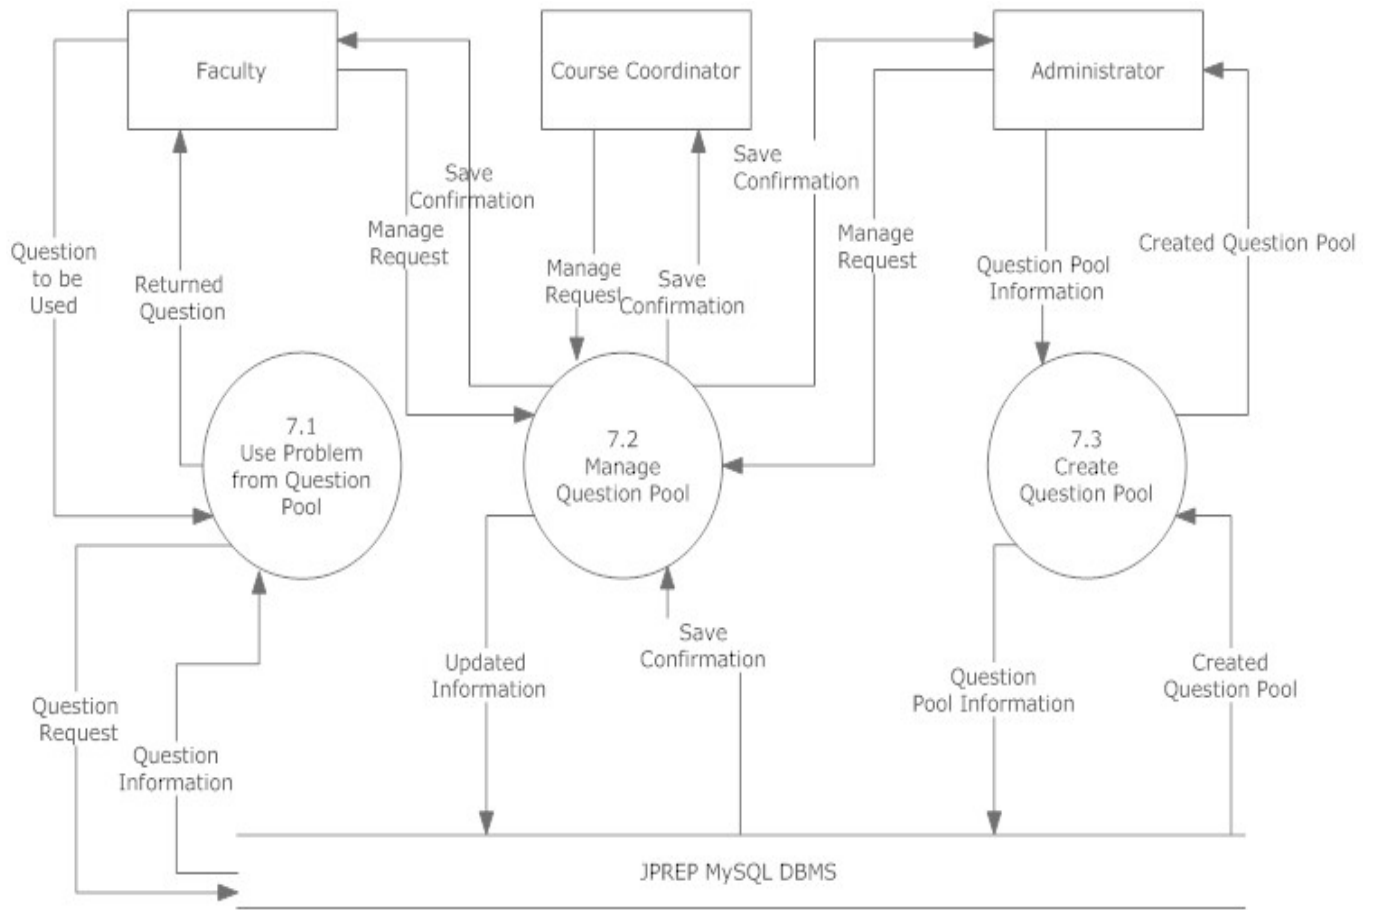 Faculty
Course Coordinator
Administrator
Save
Confirmation
Save
Confirmation
Manage
Request
Manage
Request
Created Question Pool
Question
to be
Used
Returned
Question
Manage
Request
Save
Confirmation
Question Pool
Information
7.1
Use Problem
from Question
Pool
7.2
Manage
Question Pool
7.3
Create
Question Pool
Save
Confirmation
Updated
Information
Question
Pool Information
Created
Question Pool
Question
Request
Question
Information
JPREP MySQL DBMS